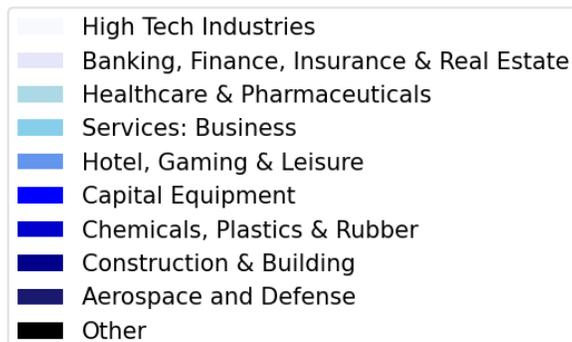 High Tech Industries
Banking, Finance, Insurance & Real Estate
Healthcare & Pharmaceuticals
Services: Business
Hotel, Gaming & Leisure
Capital Equipment
Chemicals, Plastics & Rubber
Construction & Building
Aerospace and Defense
Other